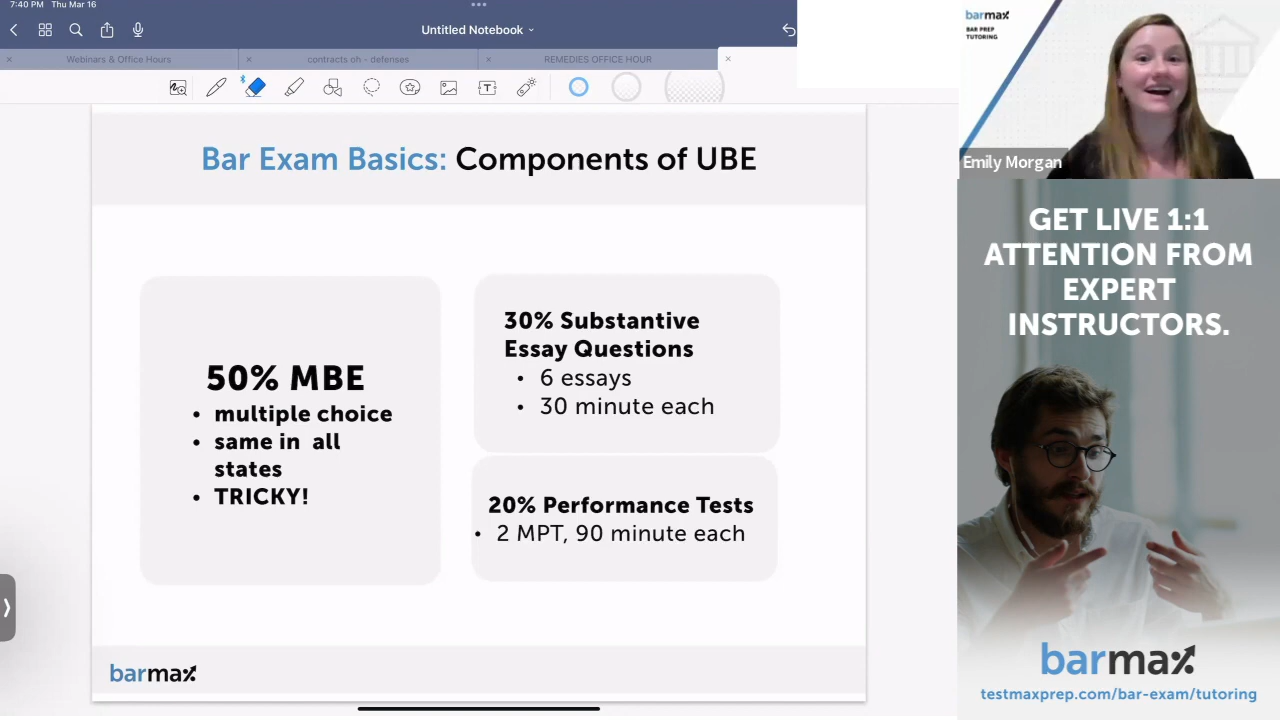 7:40 PM Thu Mar 16
Untitled Notebook
Webinars & Office Hours
contracts oh - defenses
REMEDIES OFFICE HOUR
Bar Exam Basics: Components of UBE
50% MBE
• multiple choice
• same in all
states
• TRICKY!
30% Substantive
Essay Questions
• 6 essays
• 30 minute each
20% Performance Tests
• 2 MPT, 90 minute each
barmax
barmax
BAR PREP
TUTORING
Emily Morgan
GET LIVE 1:1
ATTENTION FROM
EXPERT
INSTRUCTORS.
barmax
testmaxprep.com/bar-exam/tutoring